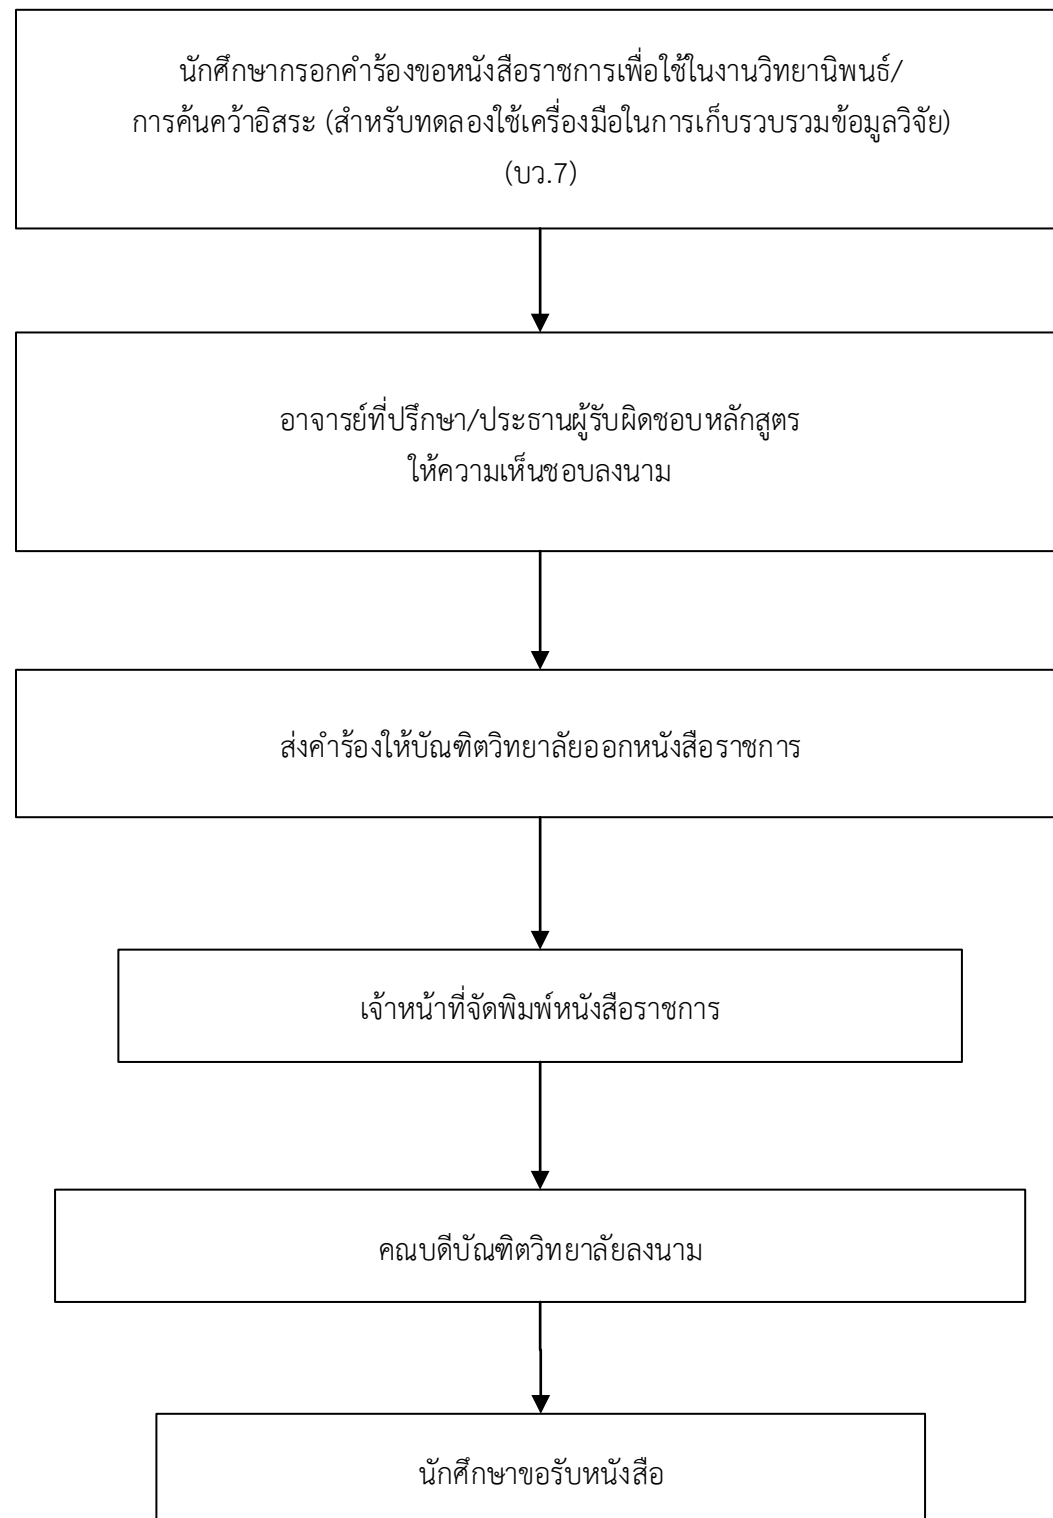 นักศึกษากรอกคำร้องขอหนังสือราชการเพื่อใช้ในงานวิทยานิพนธ์/
การค้นคว้าอิสระ (สำหรับทดลองใช้เครื่องมือในการเก็บรวบรวมข้อมูลวิจัย)
(บว.7)
อาจารย์ที่ปรึกษา/ประธานผู้รับผิดชอบหลักสูตร
ให้ความเห็นชอบลงนาม
ส่งคำร้องให้บัณฑิตวิทยาลัยออกหนังสือราชการ
เจ้าหน้าที่จัดพิมพ์หนังสือราชการ
คณบดีบัณฑิตวิทยาลัยลงนาม
นักศึกษาขอรับหนังสือ